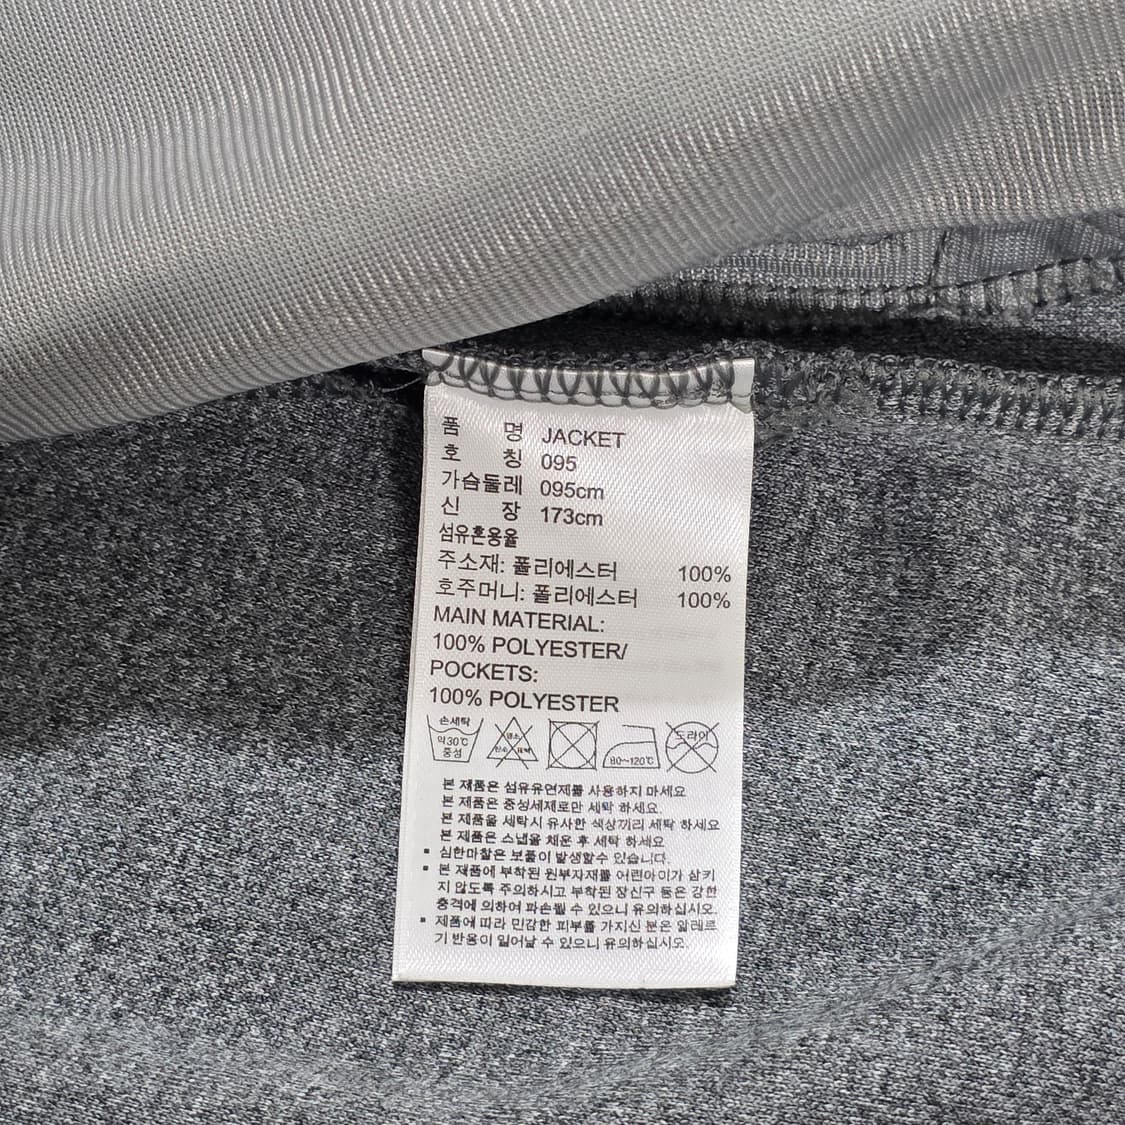 품 명 JACKET
호 칭 095
가슴둘레 095cm
신 장 173cm
섬유혼용율
주소재: 폴리에스터 100%
호주머니: 폴리에스터 100%
MAIN MATERIAL:
100% POLYESTER/
POCKETS:
100% POLYESTER
손세탁 약30℃ 중성 염소 산소 표백 80~120℃ 드라이
본 제품은 섬유유연제를 사용하지 마세요
본 제품은 중성세제로만 세탁 하세요.
본 제품을 세탁시 유사한 색상끼리 세탁 하세요
본 제품은 스냅을 채운 후 세탁 하세요
▪ 심한마찰은 보풀이 발생할수 있습니다.
▪ 본 제품에 부착된 원부자재를 어린아이가 삼키
지 않도록 주의하시고 부착된 장신구 등은 강한
충격에 의하여 파손될 수 있으니 유의하십시오.
▪ 제품에 따라 민감한 피부를 가지신 분은 알레르
기 반응이 일어날 수 있으니 유의하십시오.